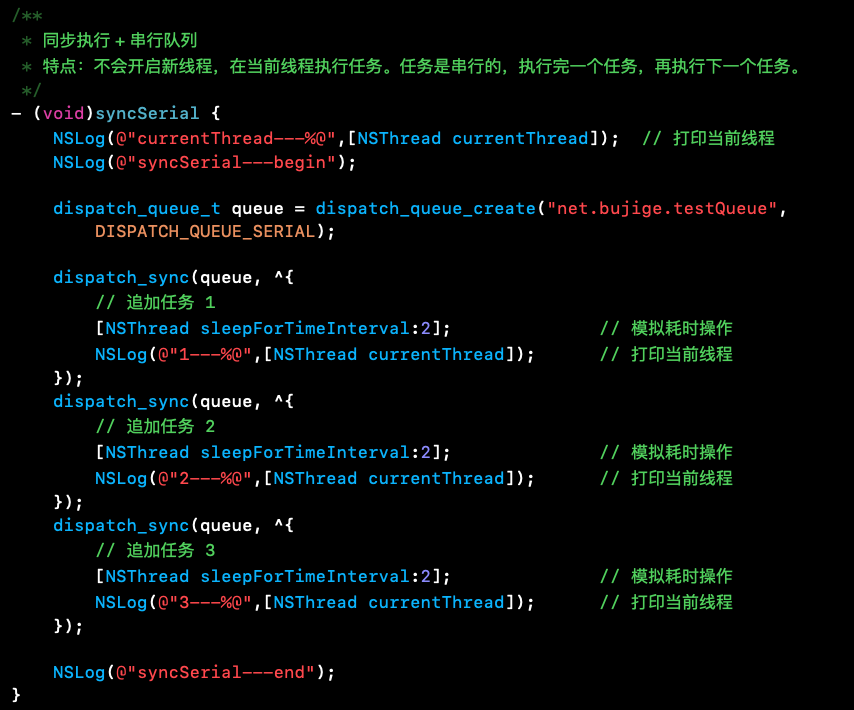 /**
 * 同步执行 + 串行队列
 * 特点：不会开启新线程，在当前线程执行任务。任务是串行的，执行完一个任务，再执行下一个任务。
 */
- (void)syncSerial {
    NSLog(@"currentThread---%@",[NSThread currentThread]);  // 打印当前线程
    NSLog(@"syncSerial---begin");

    dispatch_queue_t queue = dispatch_queue_create("net.bujige.testQueue",
        DISPATCH_QUEUE_SERIAL);

    dispatch_sync(queue, ^{
        // 追加任务 1
        [NSThread sleepForTimeInterval:2];              // 模拟耗时操作
        NSLog(@"1---%@",[NSThread currentThread]);      // 打印当前线程
    });
    dispatch_sync(queue, ^{
        // 追加任务 2
        [NSThread sleepForTimeInterval:2];              // 模拟耗时操作
        NSLog(@"2---%@",[NSThread currentThread]);      // 打印当前线程
    });
    dispatch_sync(queue, ^{
        // 追加任务 3
        [NSThread sleepForTimeInterval:2];              // 模拟耗时操作
        NSLog(@"3---%@",[NSThread currentThread]);      // 打印当前线程
    });

    NSLog(@"syncSerial---end");
}